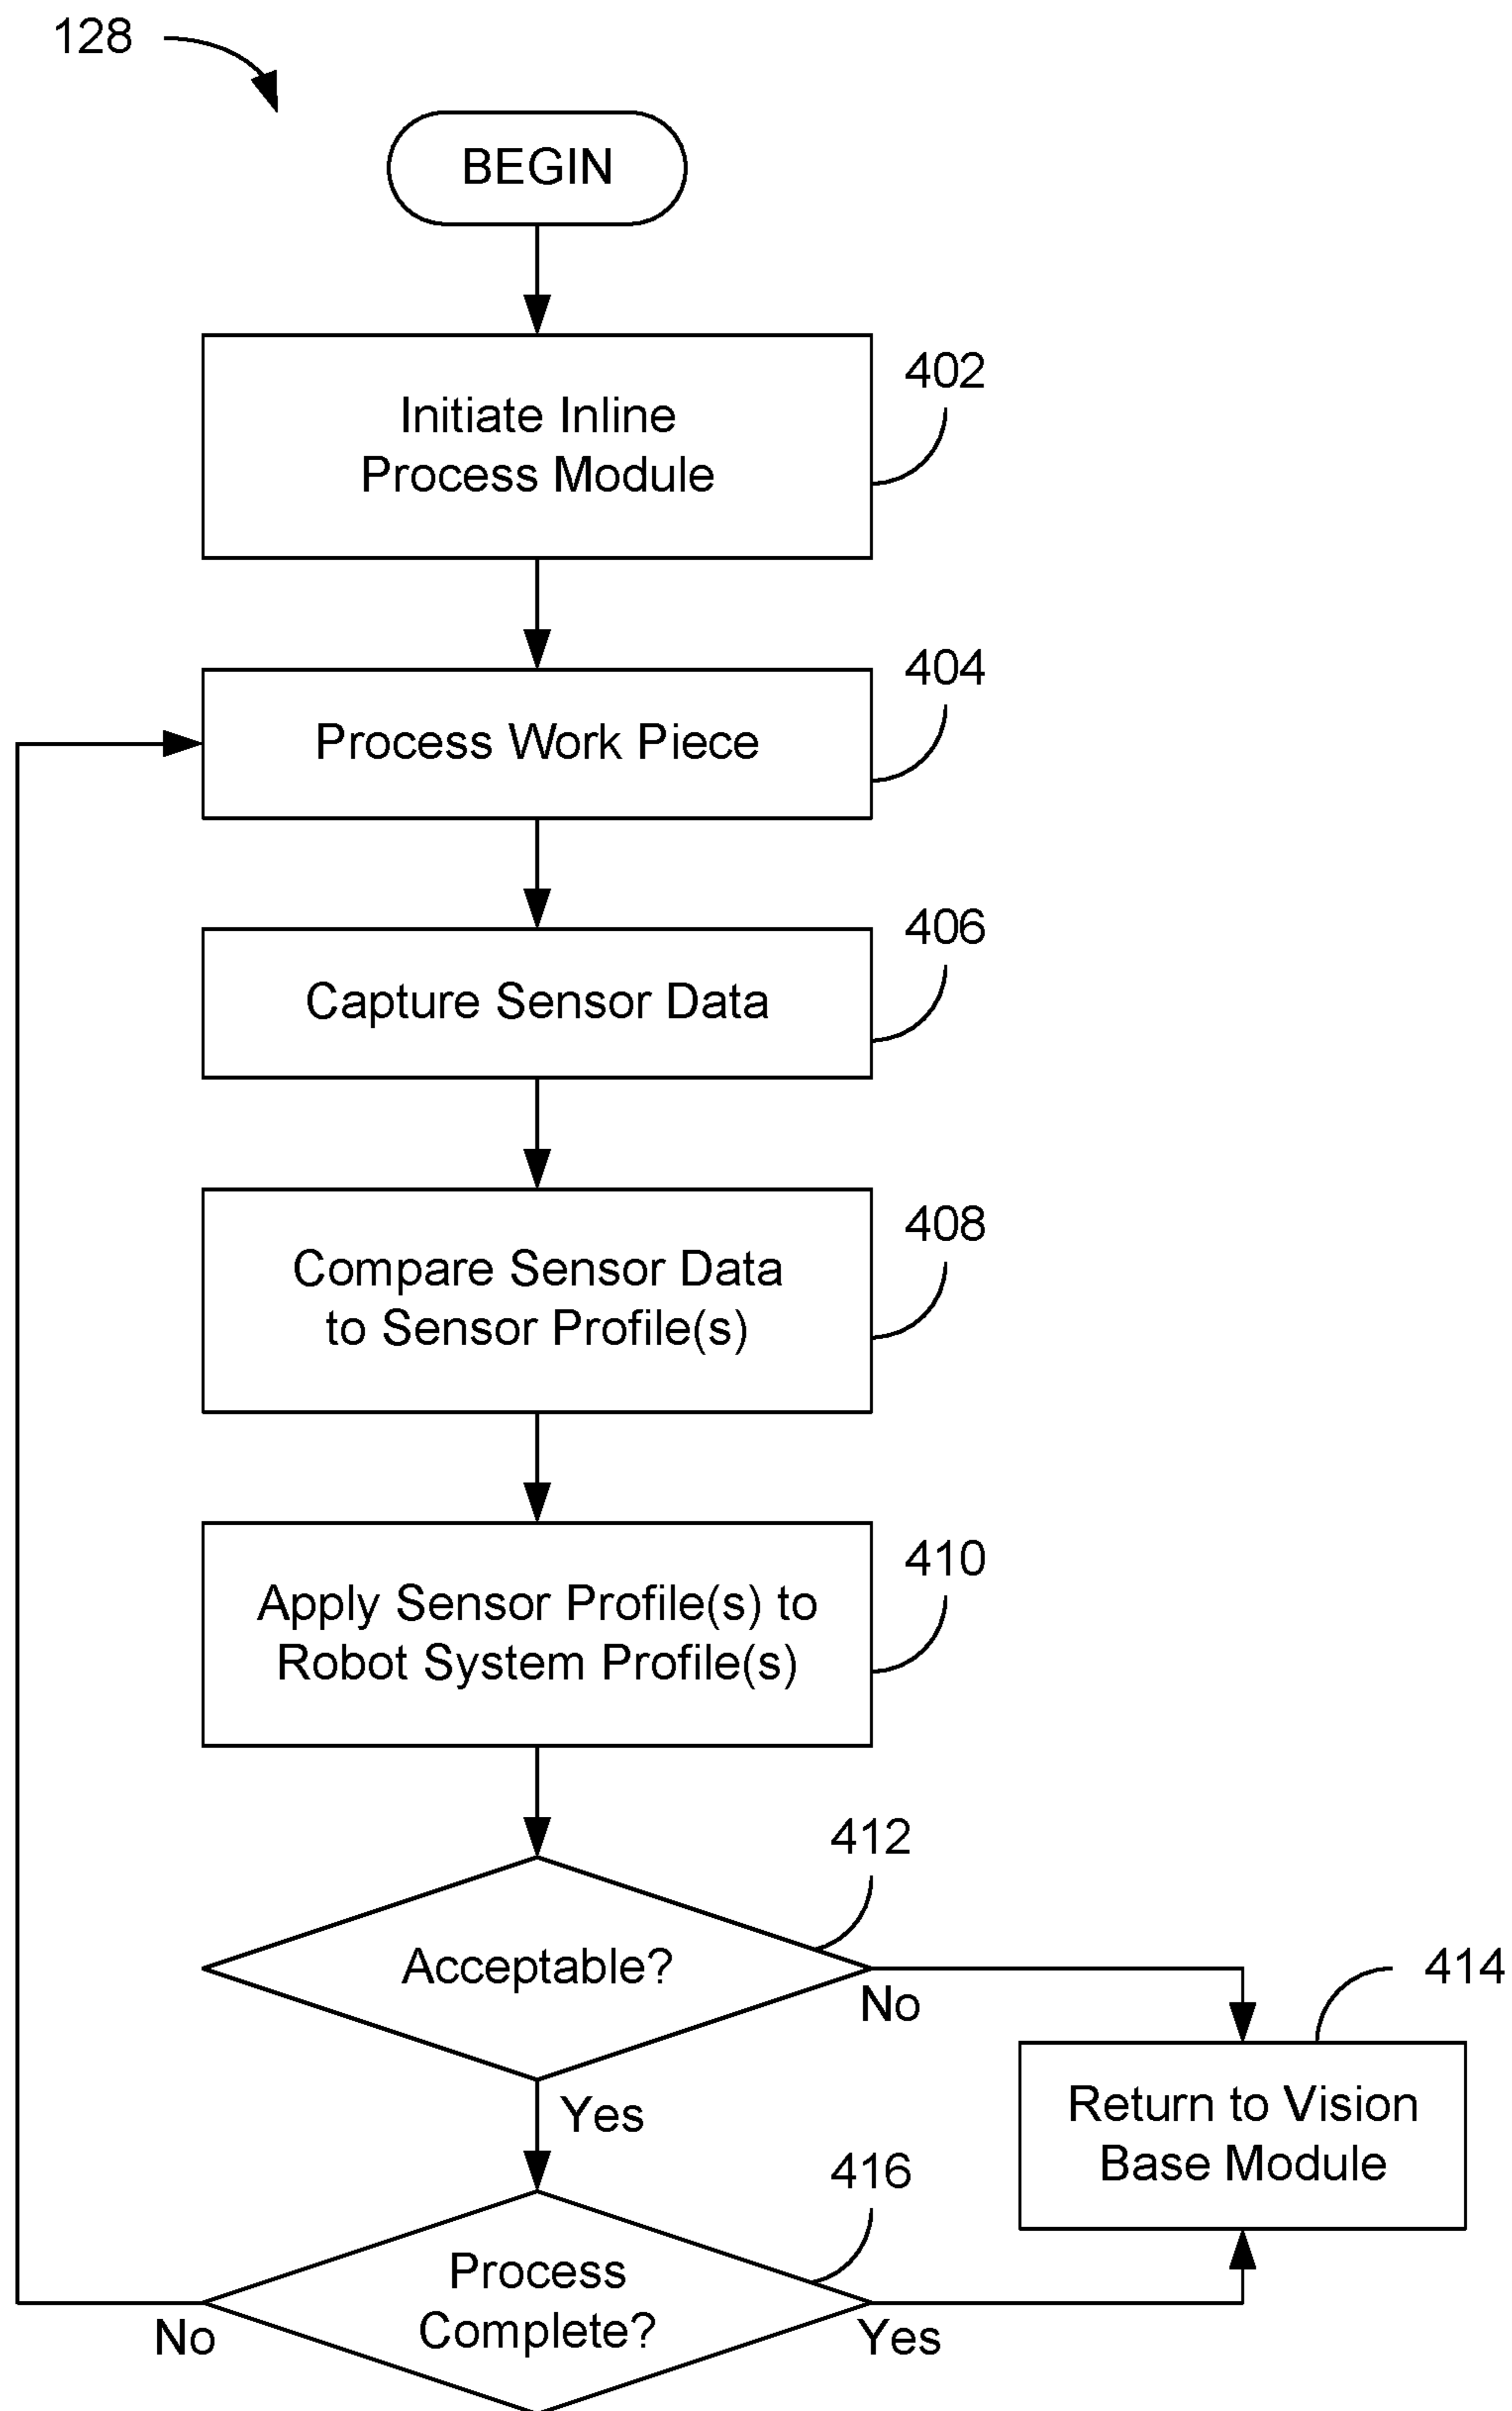 128
BEGIN
402
Initiate Inline
Process Module
404
Process Work Piece
406
Capture Sensor Data
408
Compare Sensor Data
to Sensor Profile(s)
410
Apply Sensor Profile(s) to
Robot System Profile(s)
412
Acceptable?
No
414
Return to Vision
Base Module
Yes
416
Process
Complete?
No
Yes